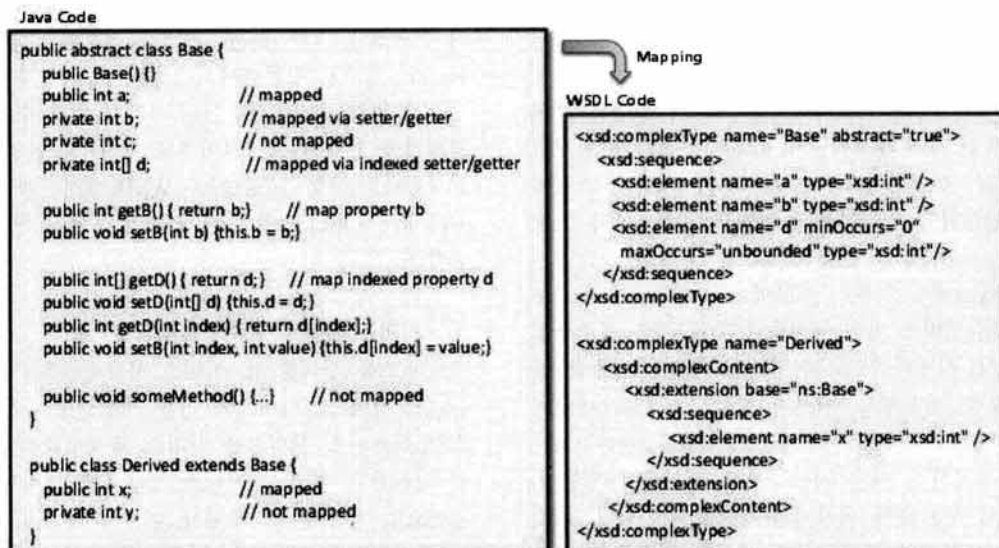 Java Code
public abstract class Base {
public Base() {}
public int a; // mapped
private int b; // mapped via setter/getter
private int c; // not mapped
private int[] d; // mapped via indexed setter/getter
public int getB() { return b;} // map property b
public void setB(int b) {this.b = b;}
public int[] getD() { return d;} // map indexed property d
public void setD(int[] d) {this.d = d;}
public int getD(int index) { return d[index];}
public void setB(int index, int value) {this.d[index] = value;}
public void someMethod() {...} // not mapped
}
public class Derived extends Base {
public int x; // mapped
private int y; // not mapped
}
Mapping
WSDL Code
<xsd:complexType name="Base" abstract="true">
<xsd:sequence>
<xsd:element name="a" type="xsd:int" />
<xsd:element name="b" type="xsd:int" />
<xsd:element name="d" minOccurs="0"
maxOccurs="unbounded" type="xsd:int"/>
</xsd:sequence>
</xsd:complexType>
<xsd:complexType name="Derived">
<xsd:complexContent>
<xsd:extension base="ns:Base">
<xsd:sequence>
<xsd:element name="x" type="xsd:int" />
</xsd:sequence>
</xsd:extension>
</xsd:complexContent>
</xsd:complexType>